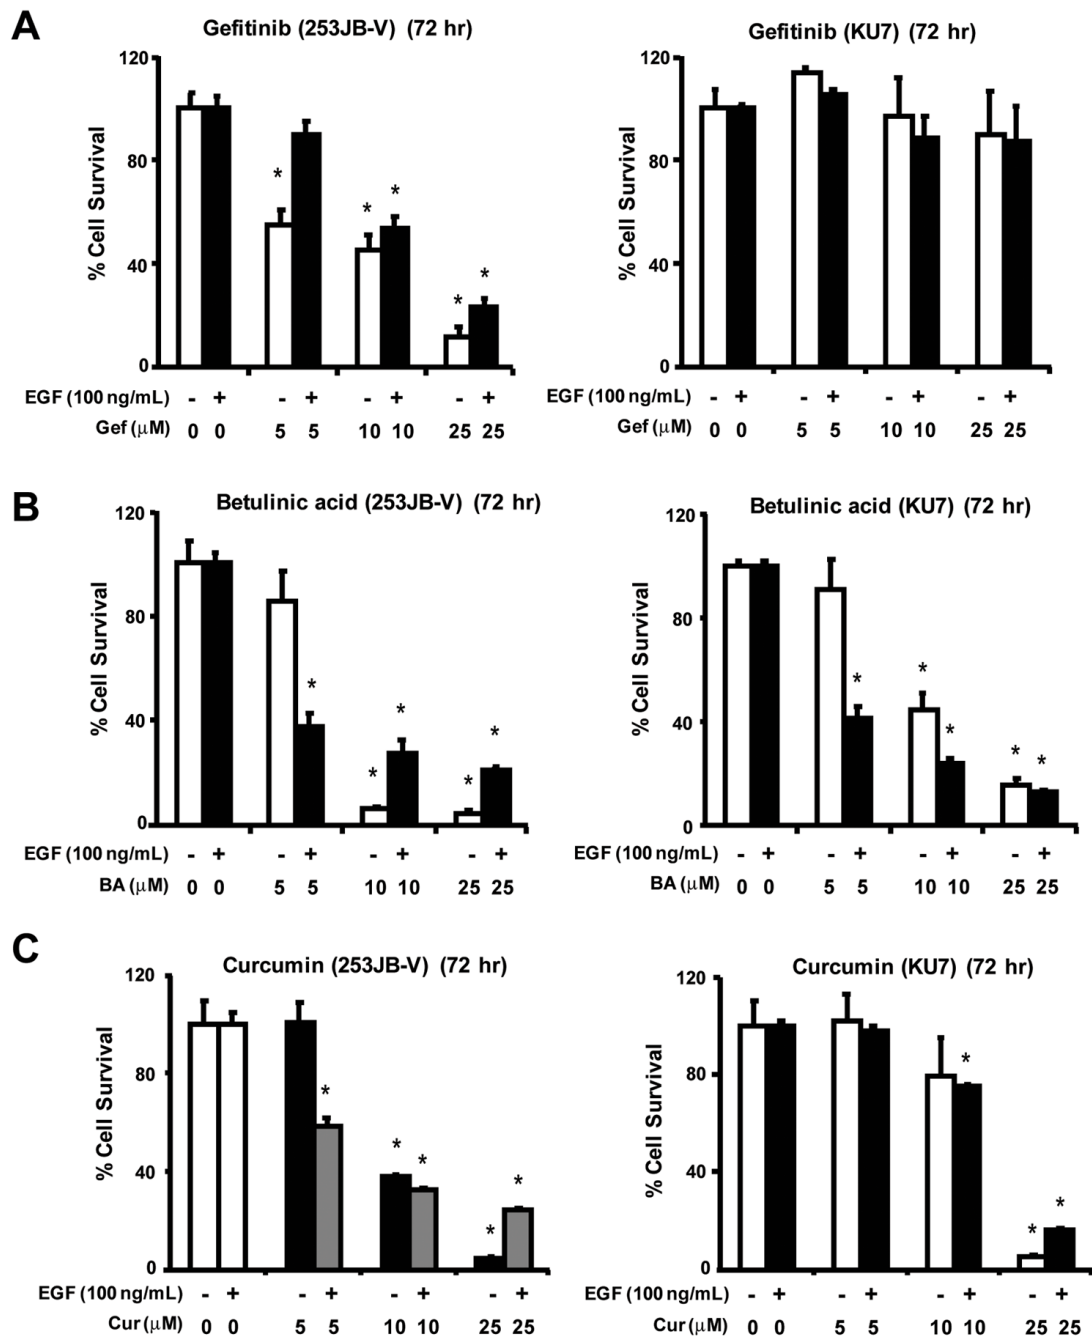 A
Gefitinib (253JB-V) (72 hr)
% Cell Survival
120
80
40
0
* * * * *
EGF (100 ng/mL) - + - + - + - +
Gef (μM) 0 0 5 5 10 10 25 25
Gefitinib (KU7) (72 hr)
% Cell Survival
120
80
40
0
EGF (100 ng/mL) - + - + - + - +
Gef (μM) 0 0 5 5 10 10 25 25
B
Betulinic acid (253JB-V) (72 hr)
% Cell Survival
120
80
40
0
* * * * *
EGF (100 ng/mL) - + - + - + - +
BA (μM) 0 0 5 5 10 10 25 25
Betulinic acid (KU7) (72 hr)
% Cell Survival
120
80
40
0
* * * * *
EGF (100 ng/mL) - + - + - + - +
BA (μM) 0 0 5 5 10 10 25 25
C
Curcumin (253JB-V) (72 hr)
% Cell Survival
120
80
40
0
* * * * *
EGF (100 ng/mL) - + - + - + - +
Cur (μM) 0 0 5 5 10 10 25 25
Curcumin (KU7) (72 hr)
% Cell Survival
120
80
40
0
* * *
EGF (100 ng/mL) - + - + - + - +
Cur (μM) 0 0 5 5 10 10 25 25